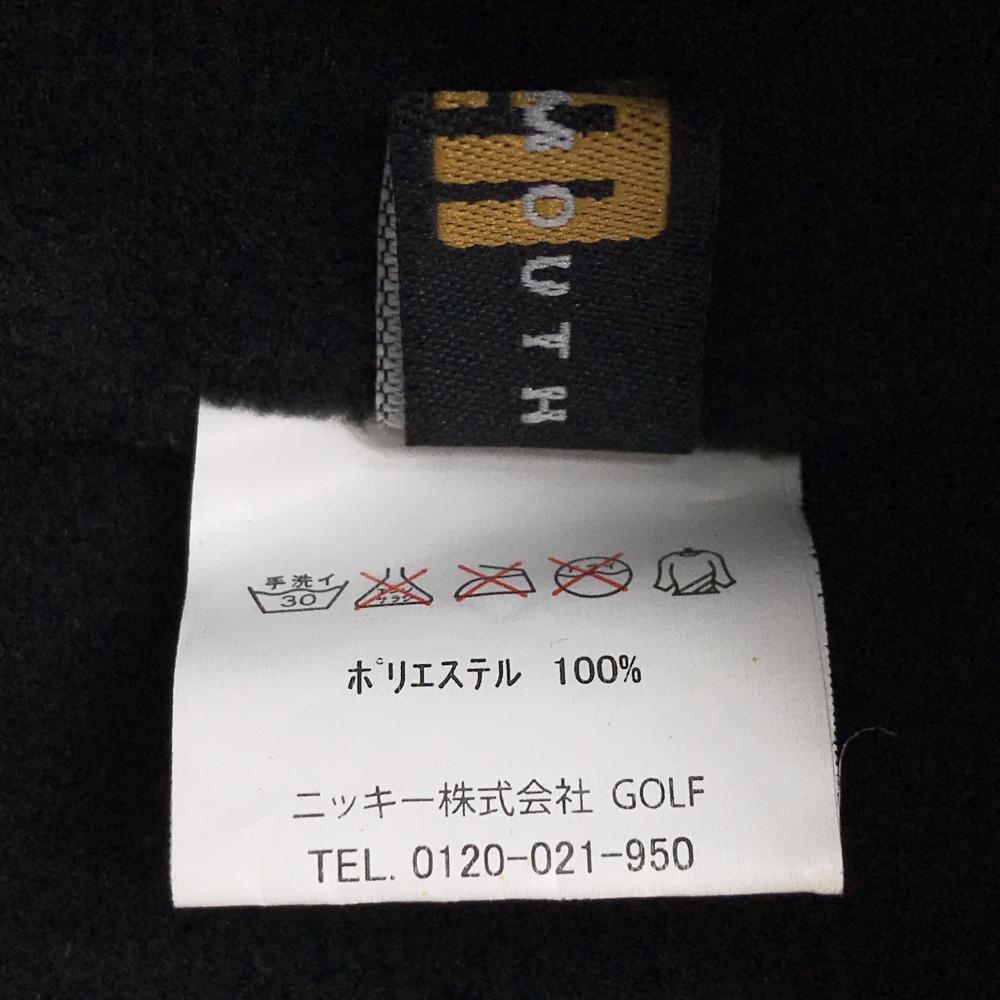 MOUTH
手洗イ
30
ポリエステル 100%
ニッキー株式会社 GOLF
TEL. 0120-021-950